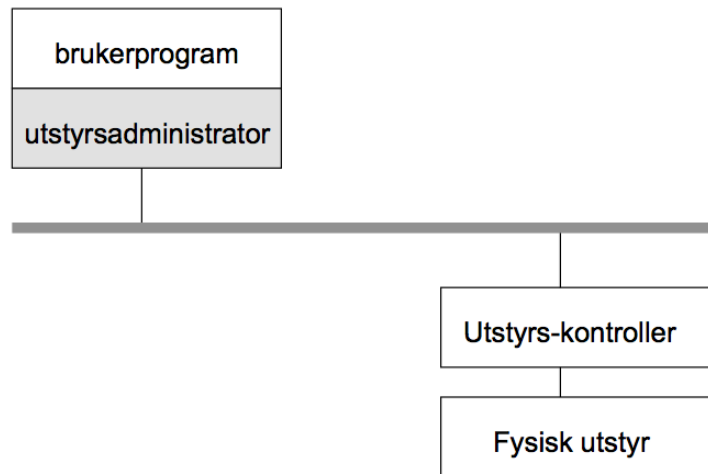 brukerprogram
utstyrsadministrator
Utstyrs-kontroller
Fysisk utstyr